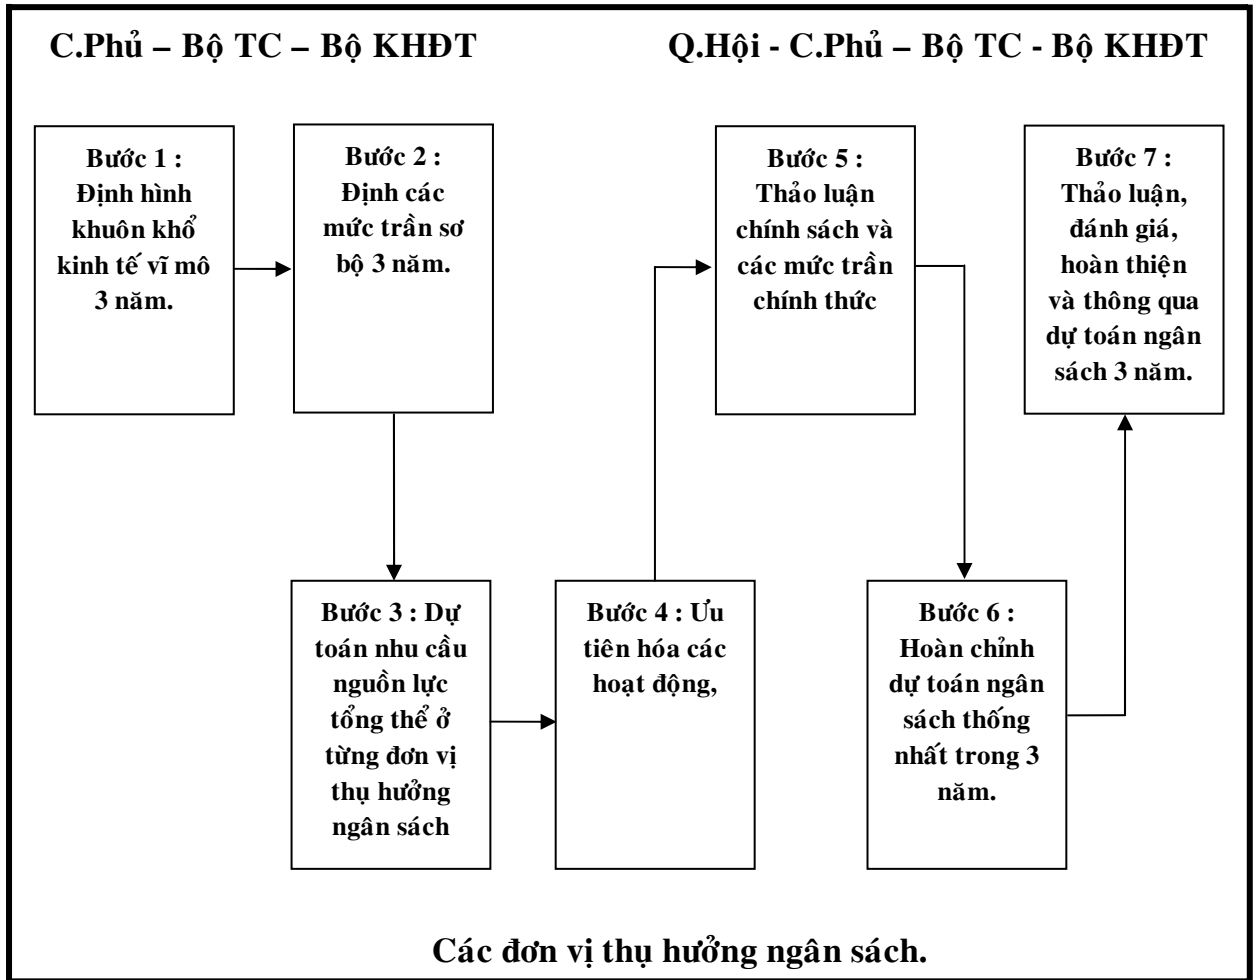 C.Phủ – Bộ TC – Bộ KHĐT
Q.Hội - C.Phủ – Bộ TC - Bộ KHĐT
Bước 1 :
Định hình
khuôn khổ
kinh tế vĩ mô
3 năm.
Bước 2 :
Định các
mức trần sơ
bộ 3 năm.
Bước 3 : Dự
toán nhu cầu
nguồn lực
tổng thể ở
từng đơn vị
thụ hưởng
ngân sách
Bước 4 : Ưu
tiên hóa các
hoạt động,
Bước 5 :
Thảo luận
chính sách và
các mức trần
chính thức
Bước 6 :
Hoàn chỉnh
dự toán ngân
sách thống
nhất trong 3
năm.
Bước 7 :
Thảo luận,
đánh giá,
hoàn thiện
và thông qua
dự toán ngân
sách 3 năm.
Các đơn vị thụ hưởng ngân sách.